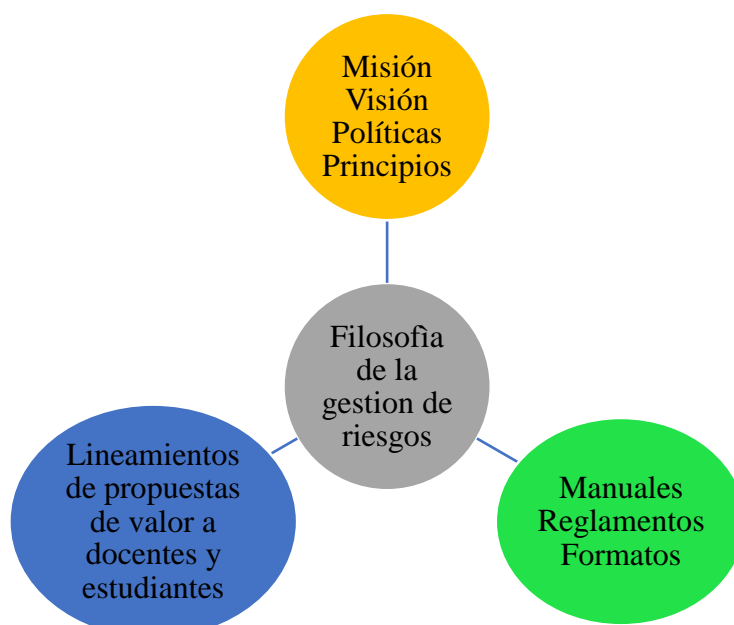 Misión
Visión
Políticas
Principios
Filosofìa
de la
gestion de
riesgos
Lineamientos
de propuestas
de valor a
docentes y
estudiantes
Manuales
Reglamentos
Formatos